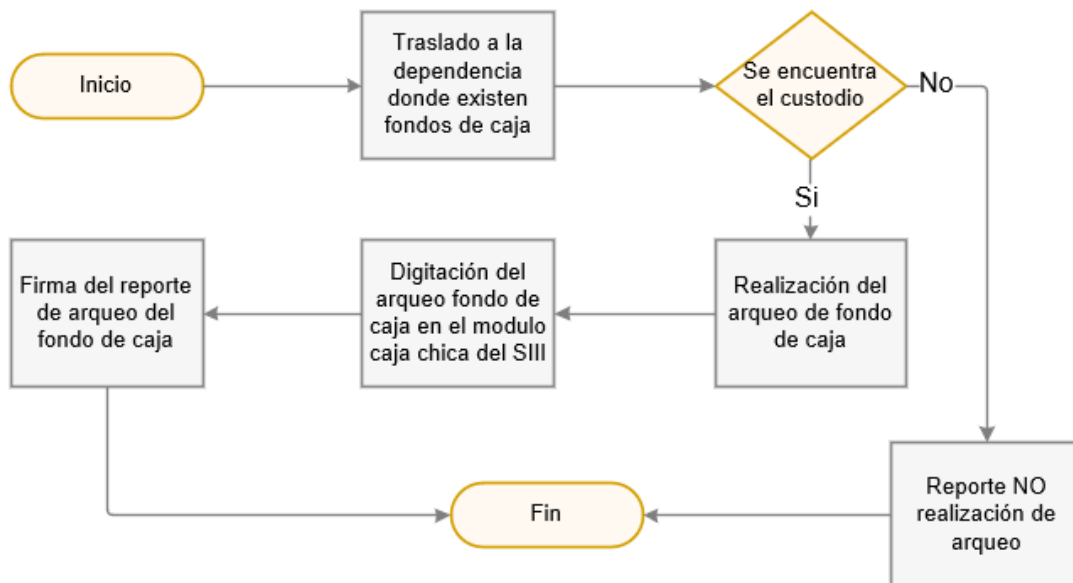 Inicio
Traslado a la
dependencia
donde existen
fondos de caja
Se encuentra
el custodio
No
Si
Realización del
arqueo de fondo
de caja
Digitación del
arqueo fondo de
caja en el modulo
caja chica del SIII
Firma del reporte
de arqueo del
fondo de caja
Reporte NO
realización de
arqueo
Fin